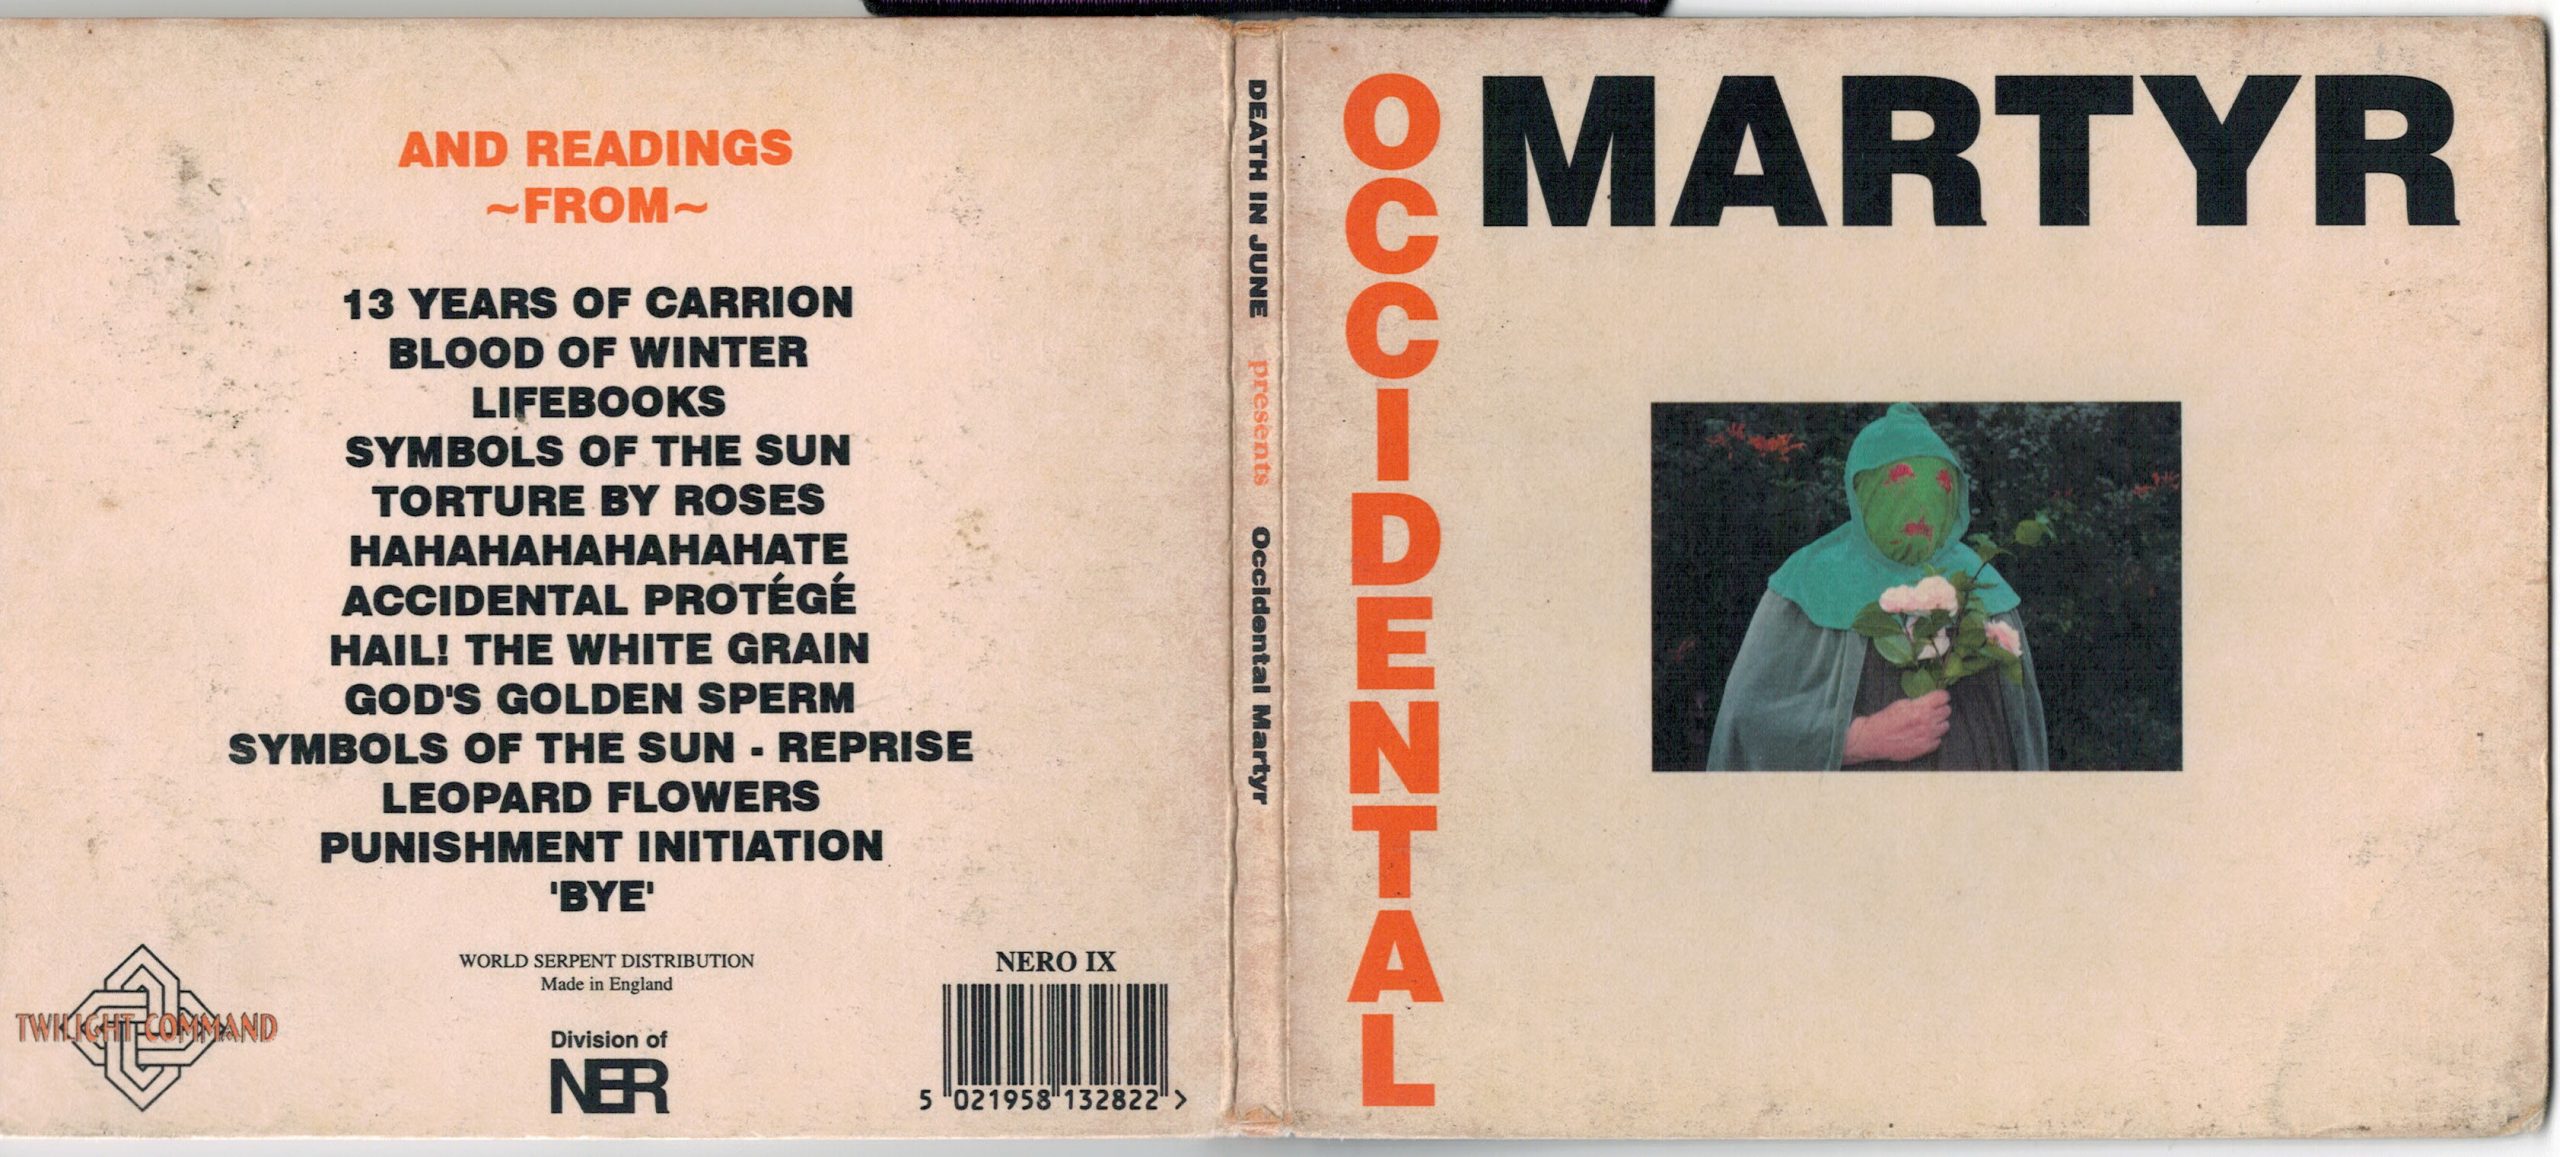 AND READINGS
~FROM~
13 YEARS OF CARRION
BLOOD OF WINTER
LIFEBOOKS
SYMBOLS OF THE SUN
TORTURE BY ROSES
HAHAHAHAHAHAHATE
ACCIDENTAL PROTÉGÉ
HAIL! THE WHITE GRAIN
GOD'S GOLDEN SPERM
SYMBOLS OF THE SUN - REPRISE
LEOPARD FLOWERS
PUNISHMENT INITIATION
'BYE'
TWILIGHT COMMAND
WORLD SERPENT DISTRIBUTION
Made in England
Division of
NER
NERO IX
5 021958 132822 >
DEATH IN JUNE presents Occidental Martyr
OCCIDENTAL
MARTYR